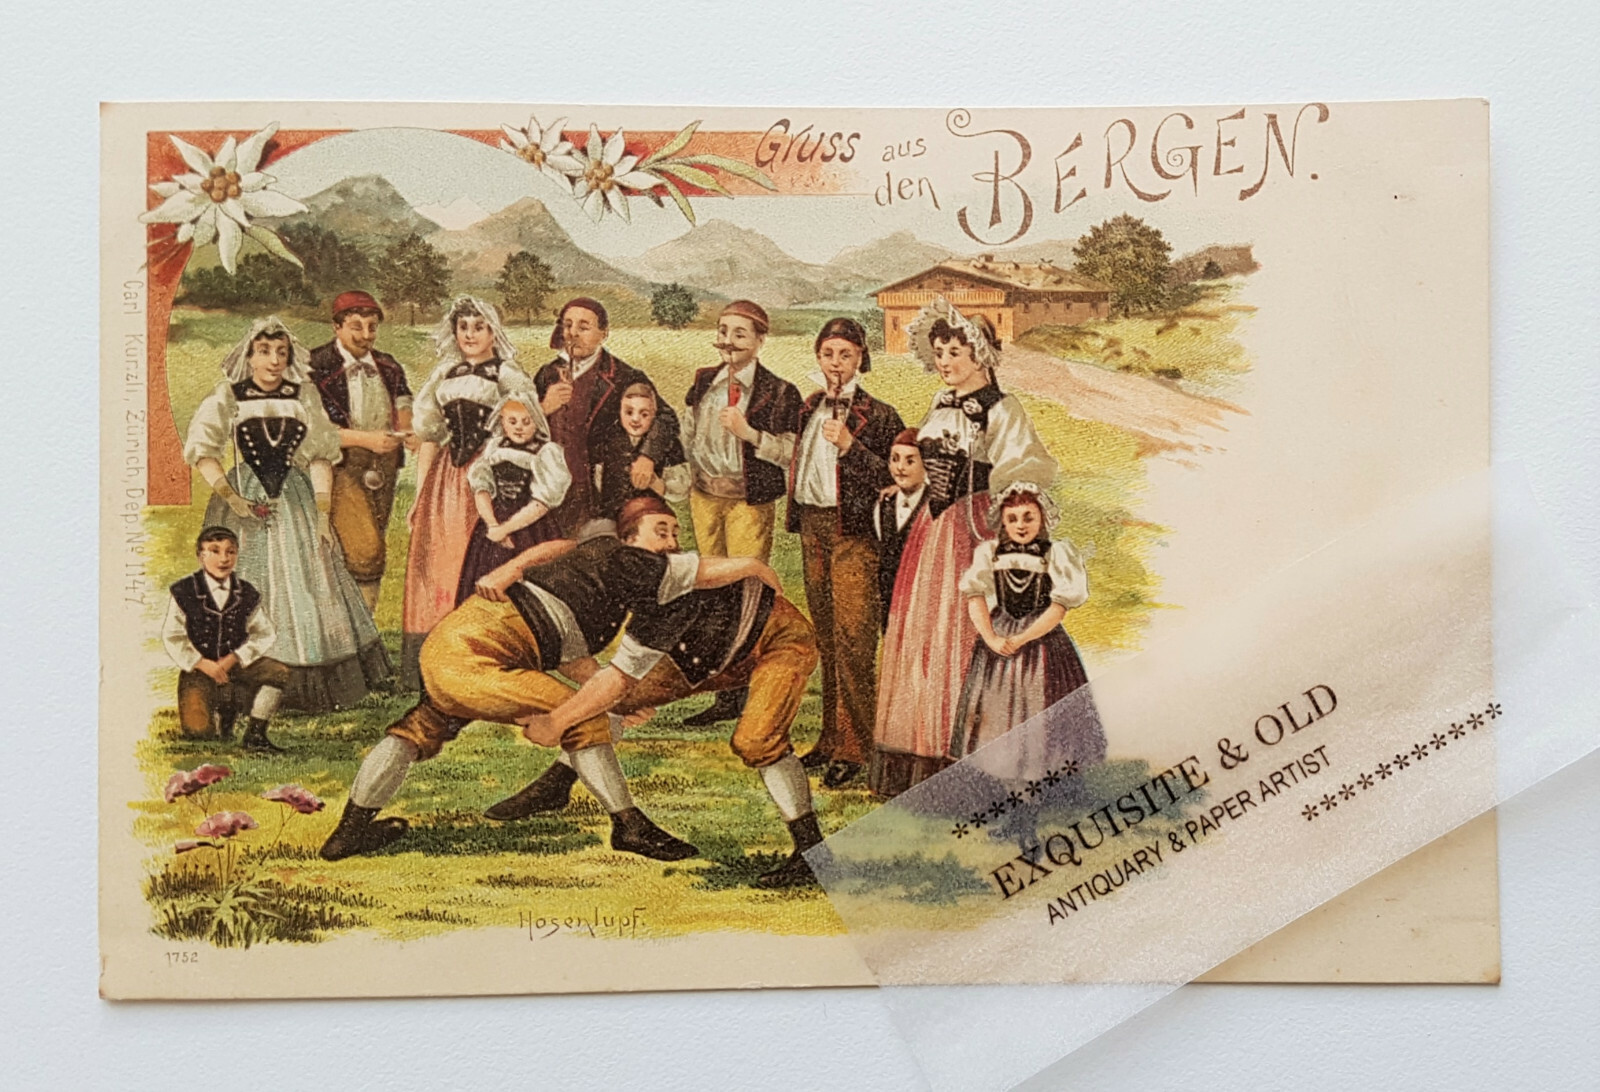 Gruss aus
den BERGEN.
Carl Künzli, Zürich, Dep. Nº 1147.
Hosenlupf.
1752
*******
EXQUISITE & OLD
ANTIQUARY & PAPER ARTIST
***********